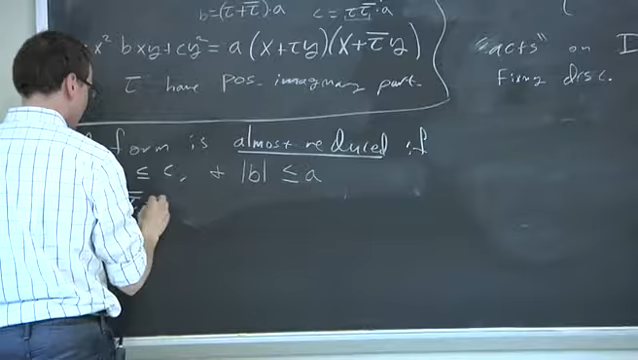 b=(τ+τ̄)·a c=ττ̄·a
x² bxy+cy² = a(x+τy)(x+τ̄y)
τ have pos. imaginary part.
"acts" on
Fixing disc.
form is almost reduced if
≤ c, + |b| ≤ a